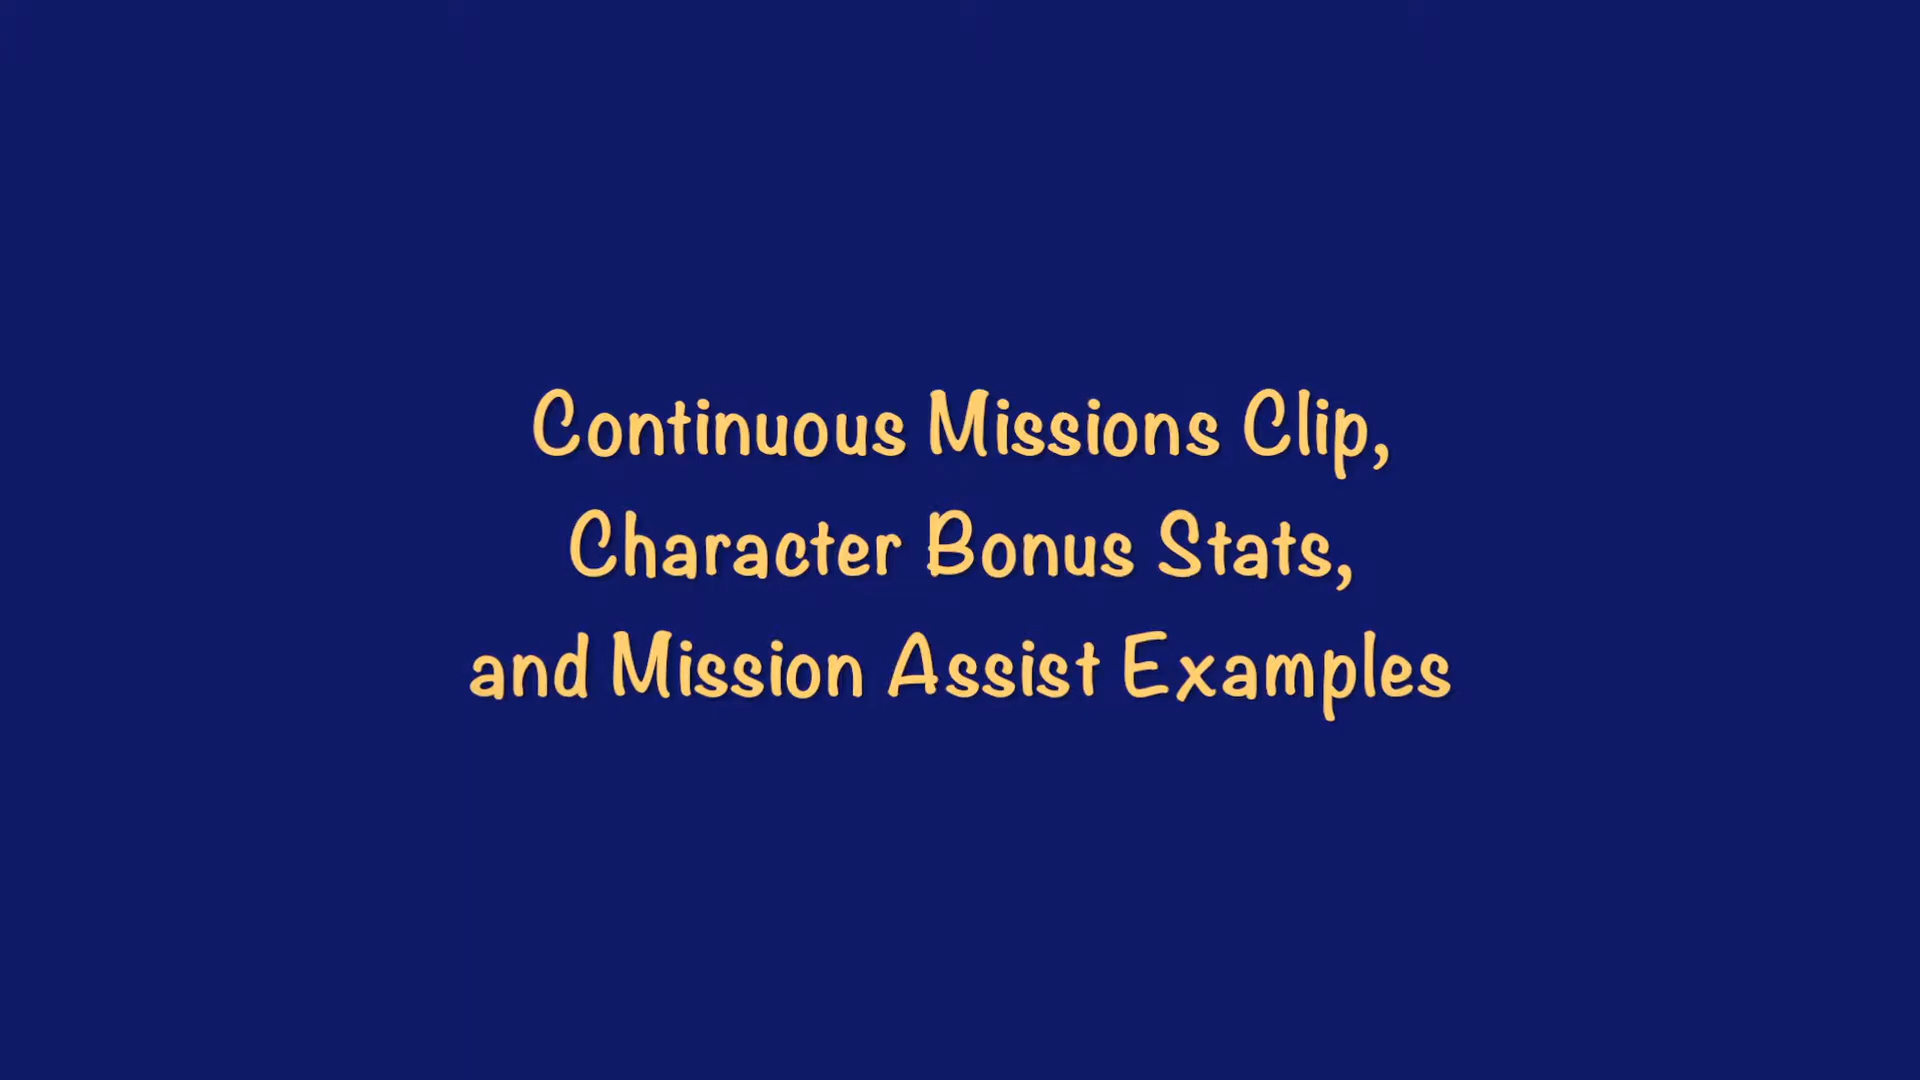 Continuous Missions Clip,
Character Bonus Stats,
and Mission Assist Examples